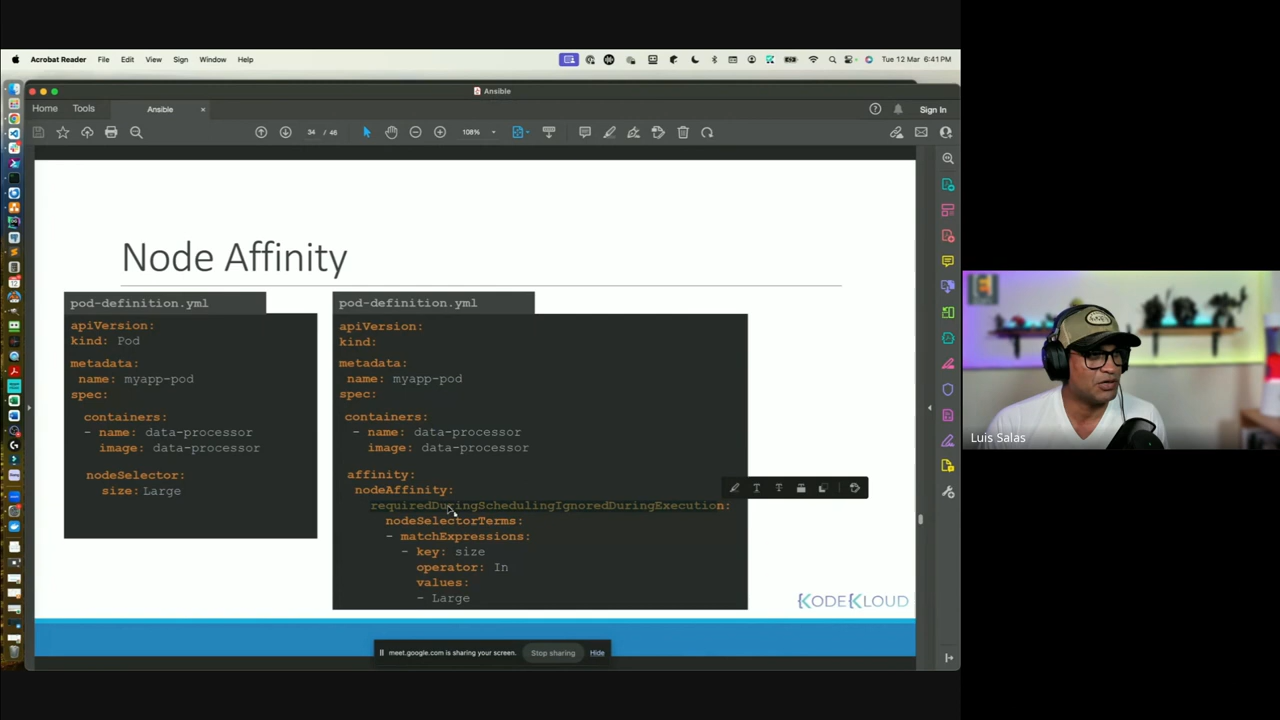 Acrobat Reader File Edit View Sign Window Help
Tue 12 Mar 6:41 PM
Ansible
Home Tools Ansible ×
Sign In
34 / 46
108%
Node Affinity
pod-definition.yml
apiVersion:
kind: Pod
metadata:
name: myapp-pod
spec:
containers:
- name: data-processor
image: data-processor
nodeSelector:
size: Large
pod-definition.yml
apiVersion:
kind:
metadata:
name: myapp-pod
spec:
containers:
- name: data-processor
image: data-processor
affinity:
nodeAffinity:
requiredDuringSchedulingIgnoredDuringExecution:
nodeSelectorTerms:
- matchExpressions:
- key: size
operator: In
values:
- Large
KODEKLOUD
meet.google.com is sharing your screen. Stop sharing Hide
Luis Salas